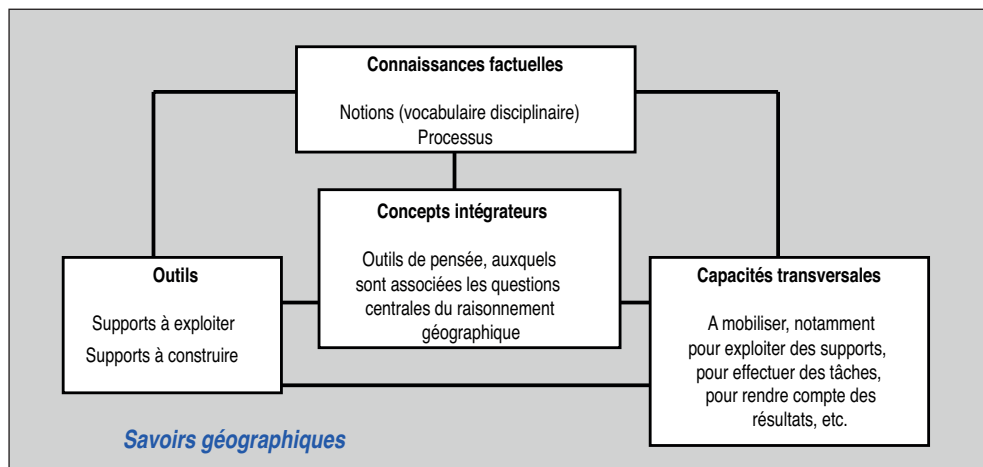 Connaissances factuelles
Notions (vocabulaire disciplinaire)
Processus
Concepts intégrateurs
Outils de pensée, auxquels
sont associées les questions
centrales du raisonnement
géographique
Outils
Supports à exploiter
Supports à construire
Capacités transversales
A mobiliser, notamment
pour exploiter des supports,
pour effectuer des tâches,
pour rendre compte des
résultats, etc.
Savoirs géographiques